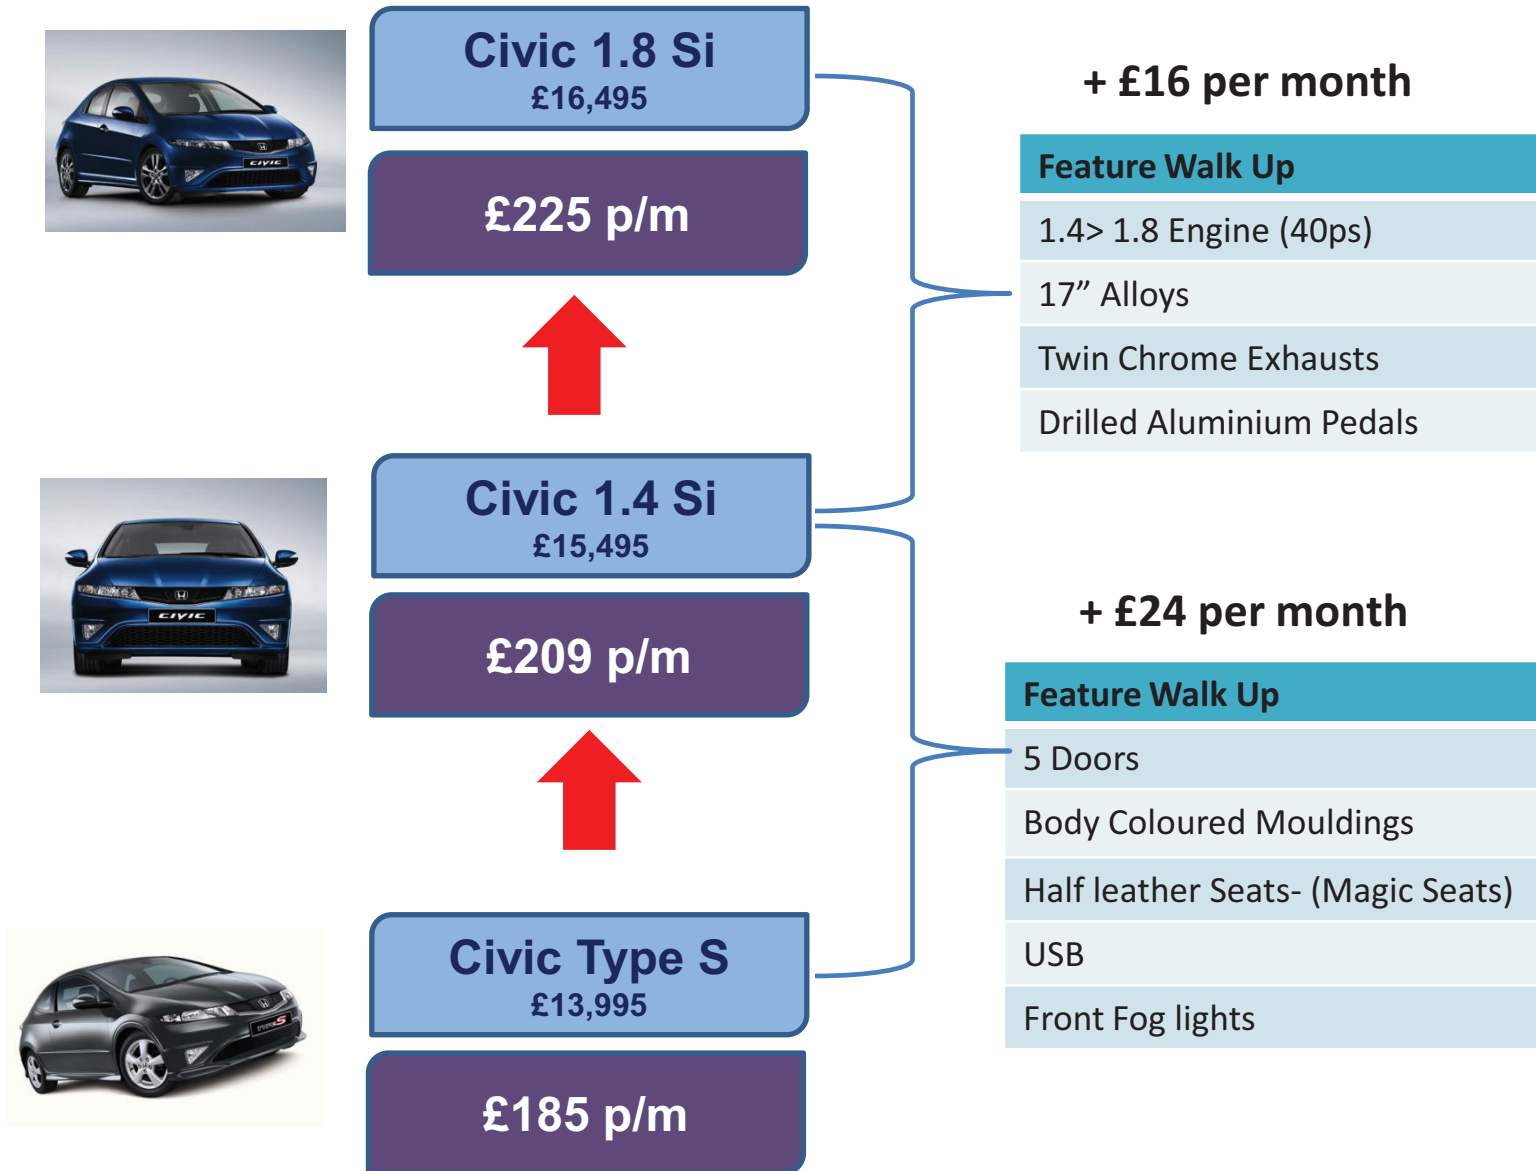 Civic 1.8 Si
£16,495
£225 p/m
+ £16 per month
Feature Walk Up
1.4> 1.8 Engine (40ps)
17” Alloys
Twin Chrome Exhausts
Drilled Aluminium Pedals
CIVIC
Civic 1.4 Si
£15,495
£209 p/m
+ £24 per month
Feature Walk Up
5 Doors
Body Coloured Mouldings
Half leather Seats- (Magic Seats)
USB
Front Fog lights
CIVIC
Civic Type S
£13,995
£185 p/m
TYPE S